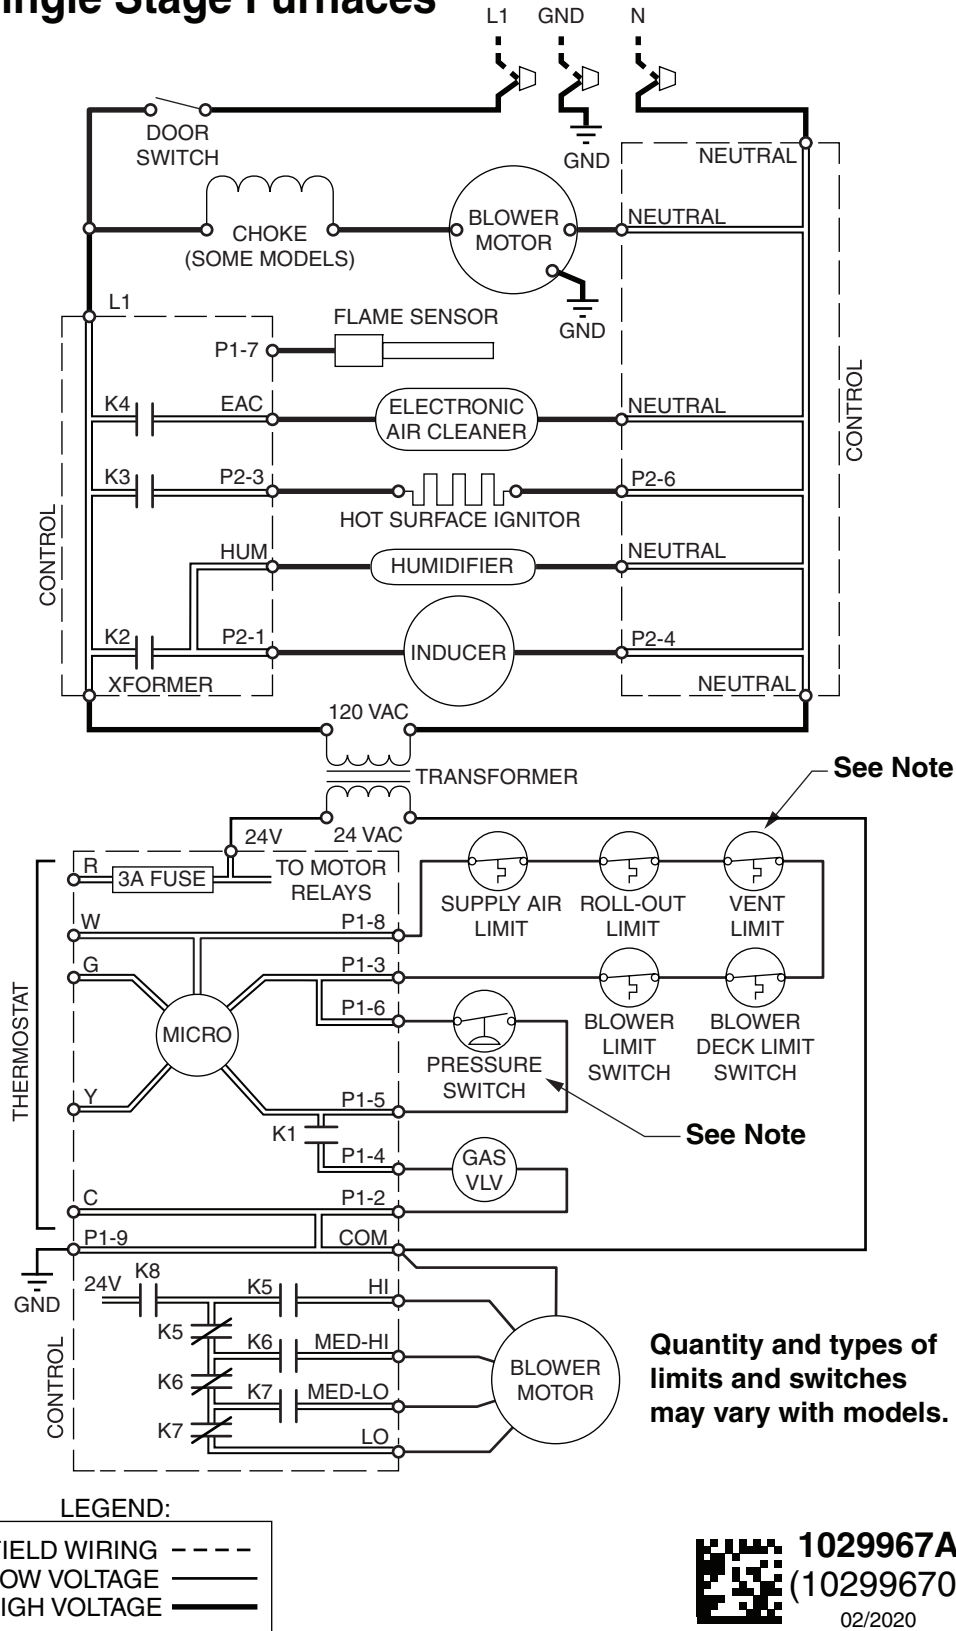 Single Stage Furnaces
L1
GND
N
DOOR
SWITCH
GND
NEUTRAL
CHOKE
(SOME MODELS)
BLOWER
MOTOR
NEUTRAL
GND
L1
FLAME SENSOR
P1-7
K4
EAC
ELECTRONIC
AIR CLEANER
NEUTRAL
CONTROL
K3
P2-3
P2-6
HOT SURFACE IGNITOR
CONTROL
HUM
HUMIDIFIER
NEUTRAL
K2
P2-1
INDUCER
P2-4
XFORMER
NEUTRAL
120 VAC
TRANSFORMER
See Note
24V
24 VAC
R
3A FUSE
TO MOTOR
RELAYS
SUPPLY AIR
LIMIT
ROLL-OUT
LIMIT
VENT
LIMIT
W
P1-8
G
P1-3
P1-6
THERMOSTAT
MICRO
BLOWER
LIMIT
SWITCH
BLOWER
DECK LIMIT
SWITCH
PRESSURE
SWITCH
Y
P1-5
K1
See Note
P1-4
GAS
VLV
C
P1-2
P1-9
COM
GND
24V
K8
K5
HI
K5
K6
MED-HI
K6
K7
MED-LO
K7
LO
CONTROL
BLOWER
MOTOR
Quantity and types of
limits and switches
may vary with models.
LEGEND:
FIELD WIRING
LOW VOLTAGE
HIGH VOLTAGE
1029967A
(10299670
02/2020